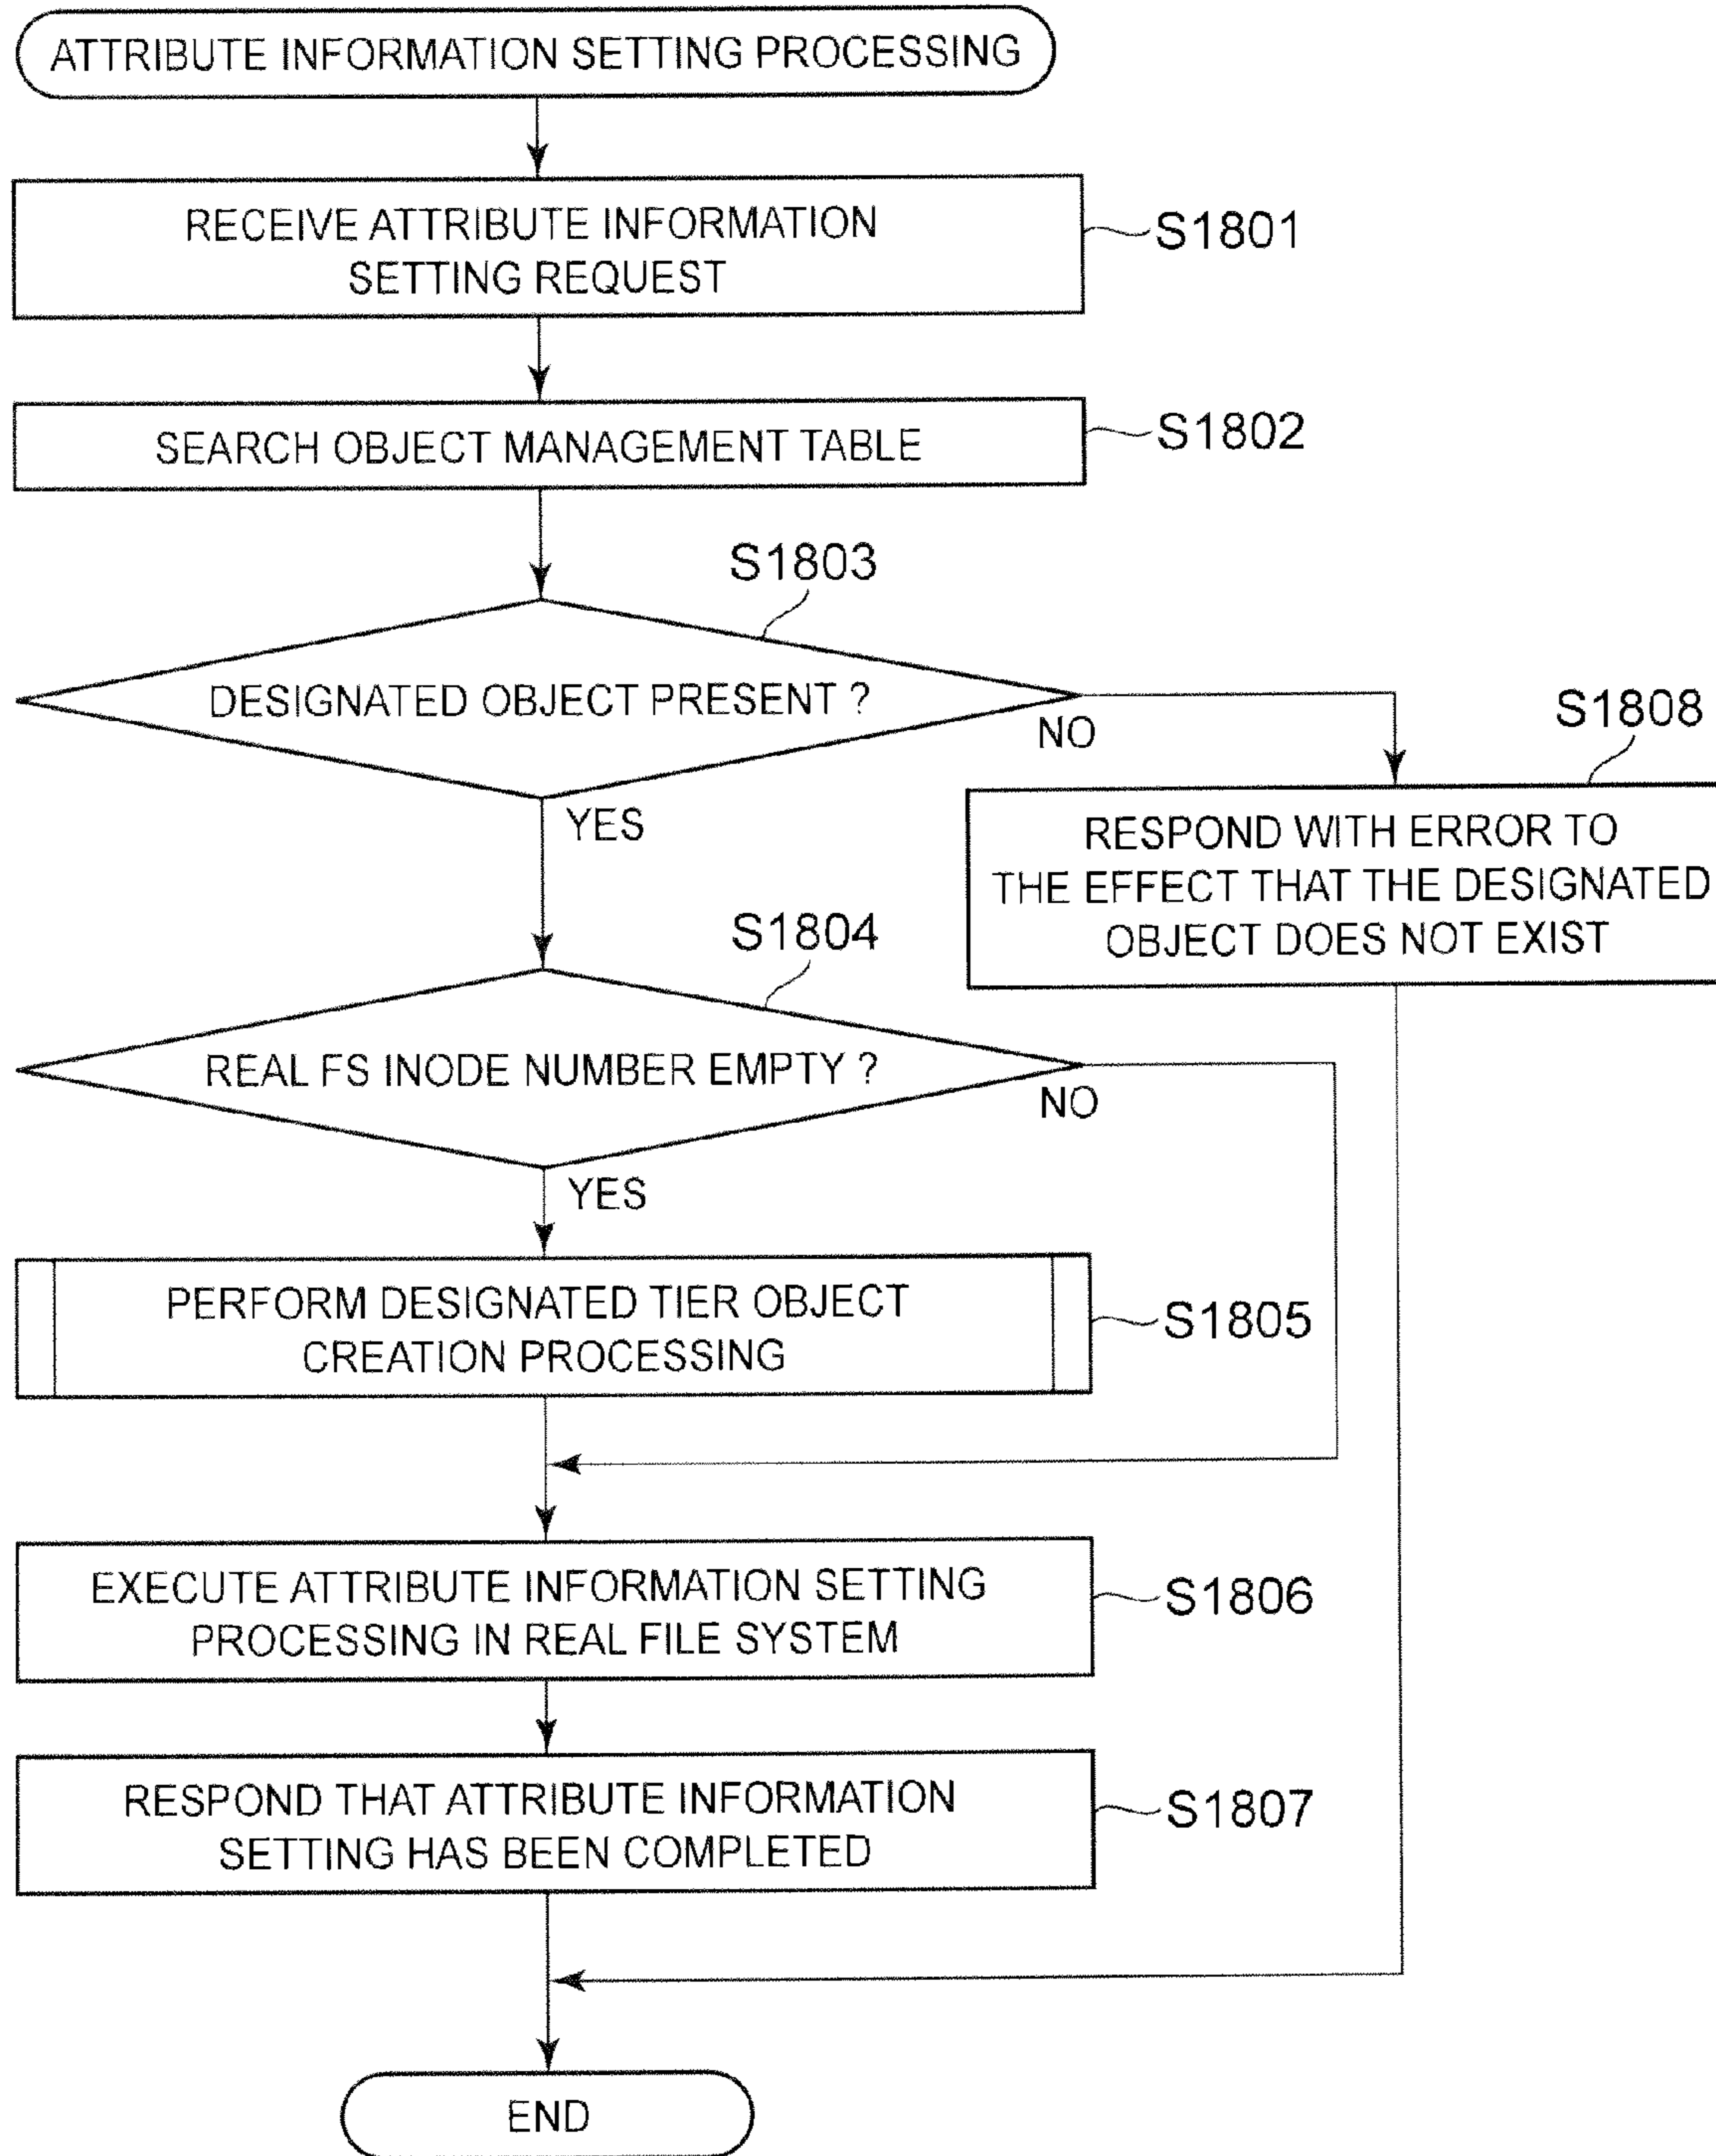 ATTRIBUTE INFORMATION SETTING PROCESSING
RECEIVE ATTRIBUTE INFORMATION
SETTING REQUEST
S1801
SEARCH OBJECT MANAGEMENT TABLE
S1802
S1803
DESIGNATED OBJECT PRESENT ?
NO
YES
S1808
RESPOND WITH ERROR TO
THE EFFECT THAT THE DESIGNATED
OBJECT DOES NOT EXIST
S1804
REAL FS INODE NUMBER EMPTY ?
NO
YES
PERFORM DESIGNATED TIER OBJECT
CREATION PROCESSING
S1805
EXECUTE ATTRIBUTE INFORMATION SETTING
PROCESSING IN REAL FILE SYSTEM
S1806
RESPOND THAT ATTRIBUTE INFORMATION
SETTING HAS BEEN COMPLETED
S1807
END